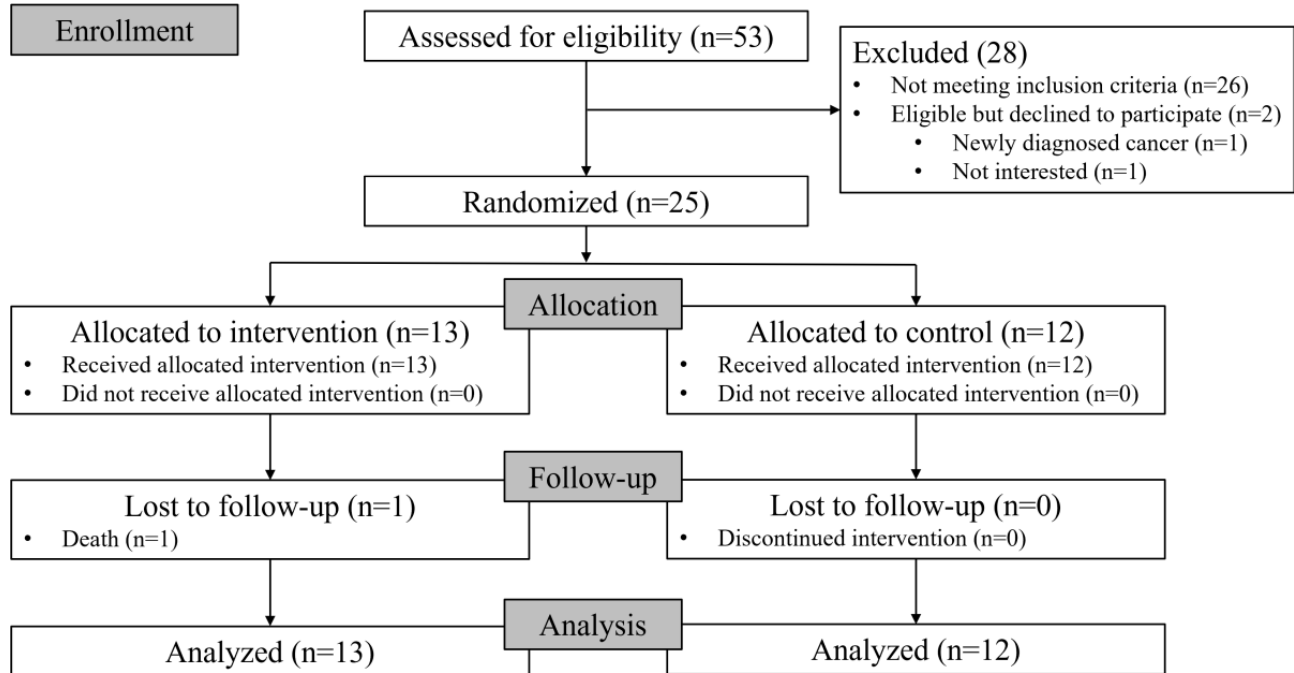 Enrollment
Assessed for eligibility (n=53)
Excluded (28)
• Not meeting inclusion criteria (n=26)
• Eligible but declined to participate (n=2)
• Newly diagnosed cancer (n=1)
• Not interested (n=1)
Randomized (n=25)
Allocation
Allocated to intervention (n=13)
• Received allocated intervention (n=13)
• Did not receive allocated intervention (n=0)
Allocated to control (n=12)
• Received allocated intervention (n=12)
• Did not receive allocated intervention (n=0)
Follow-up
Lost to follow-up (n=1)
• Death (n=1)
Lost to follow-up (n=0)
• Discontinued intervention (n=0)
Analysis
Analyzed (n=13)
Analyzed (n=12)